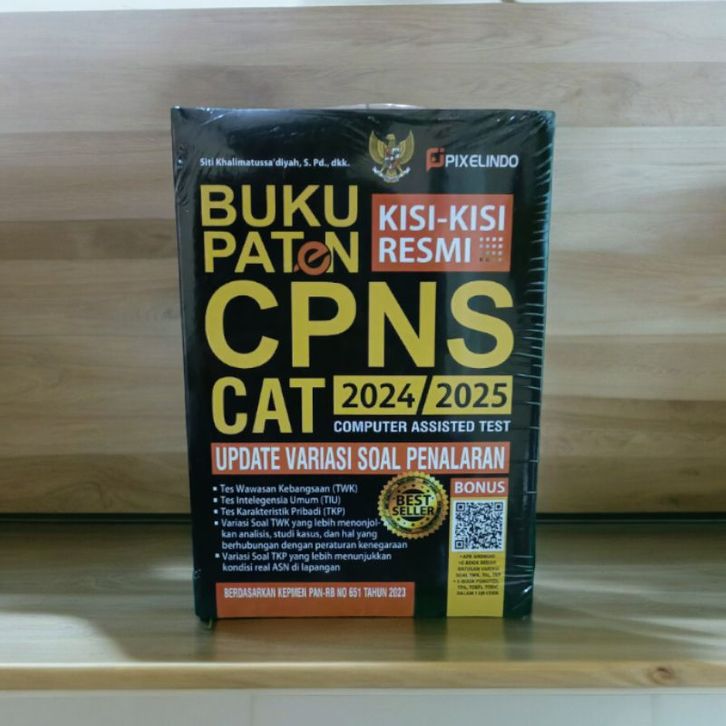 Siti Khalimatussa'diyah, S. Pd., dkk.
PIXELINDO
BUKU
PATEN
KISI-KISI
RESMI
CPNS
CAT
2024/2025
COMPUTER ASSISTED TEST
UPDATE VARIASI SOAL PENALARAN
Tes Wawasan Kebangsaan (TWK)
Tes Intelegensia Umum (TIU)
Tes Karakteristik Pribadi (TKP)
Variasi Soal TWK yang lebih menonjol-
kan analisis, studi kasus, dan hal yang
berhubungan dengan peraturan kenegaraan
Variasi Soal TKP yang lebih menunjukkan
kondisi real ASN di lapangan
BEST
SELLER
BONUS
BERDASARKAN KEPMEN PAN-RB NO 651 TAHUN 2023